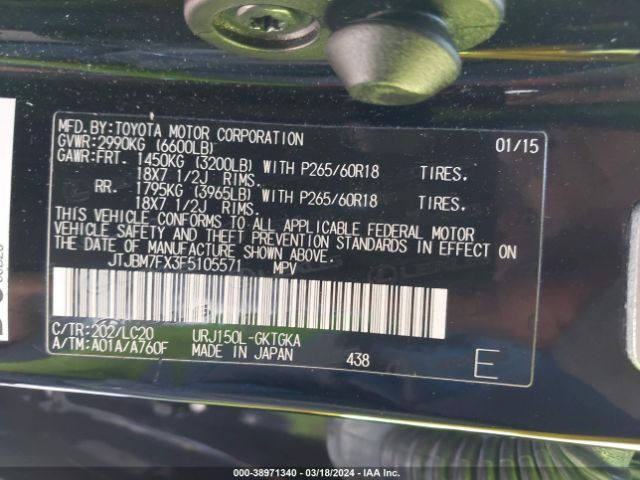 MFD.BY:TOYOTA MOTOR CORPORATION 01/15
GVWR:2990KG (6600LB)
GAWR:FRT. 1450KG (3200LB) WITH P265/60R18 TIRES.
18X7 1/2J RIMS.
RR. 1795KG (3965LB) WITH P265/60R18 TIRES.
18X7 1/2J RIMS.
THIS VEHICLE CONFORMS TO ALL APPLICABLE FEDERAL MOTOR
VEHICLE SAFETY AND THEFT PREVENTION STANDARDS IN EFFECT ON
THE DATE OF MANUFACTURE SHOWN ABOVE.
JTJBM7FX3F5105571 MPV
C/TR:202/LC20 URJ150L-GKTGKA
A/TM:A01A/A760F MADE IN JAPAN 438 E
000-38971340 - 03/18/2024 - IAA Inc.